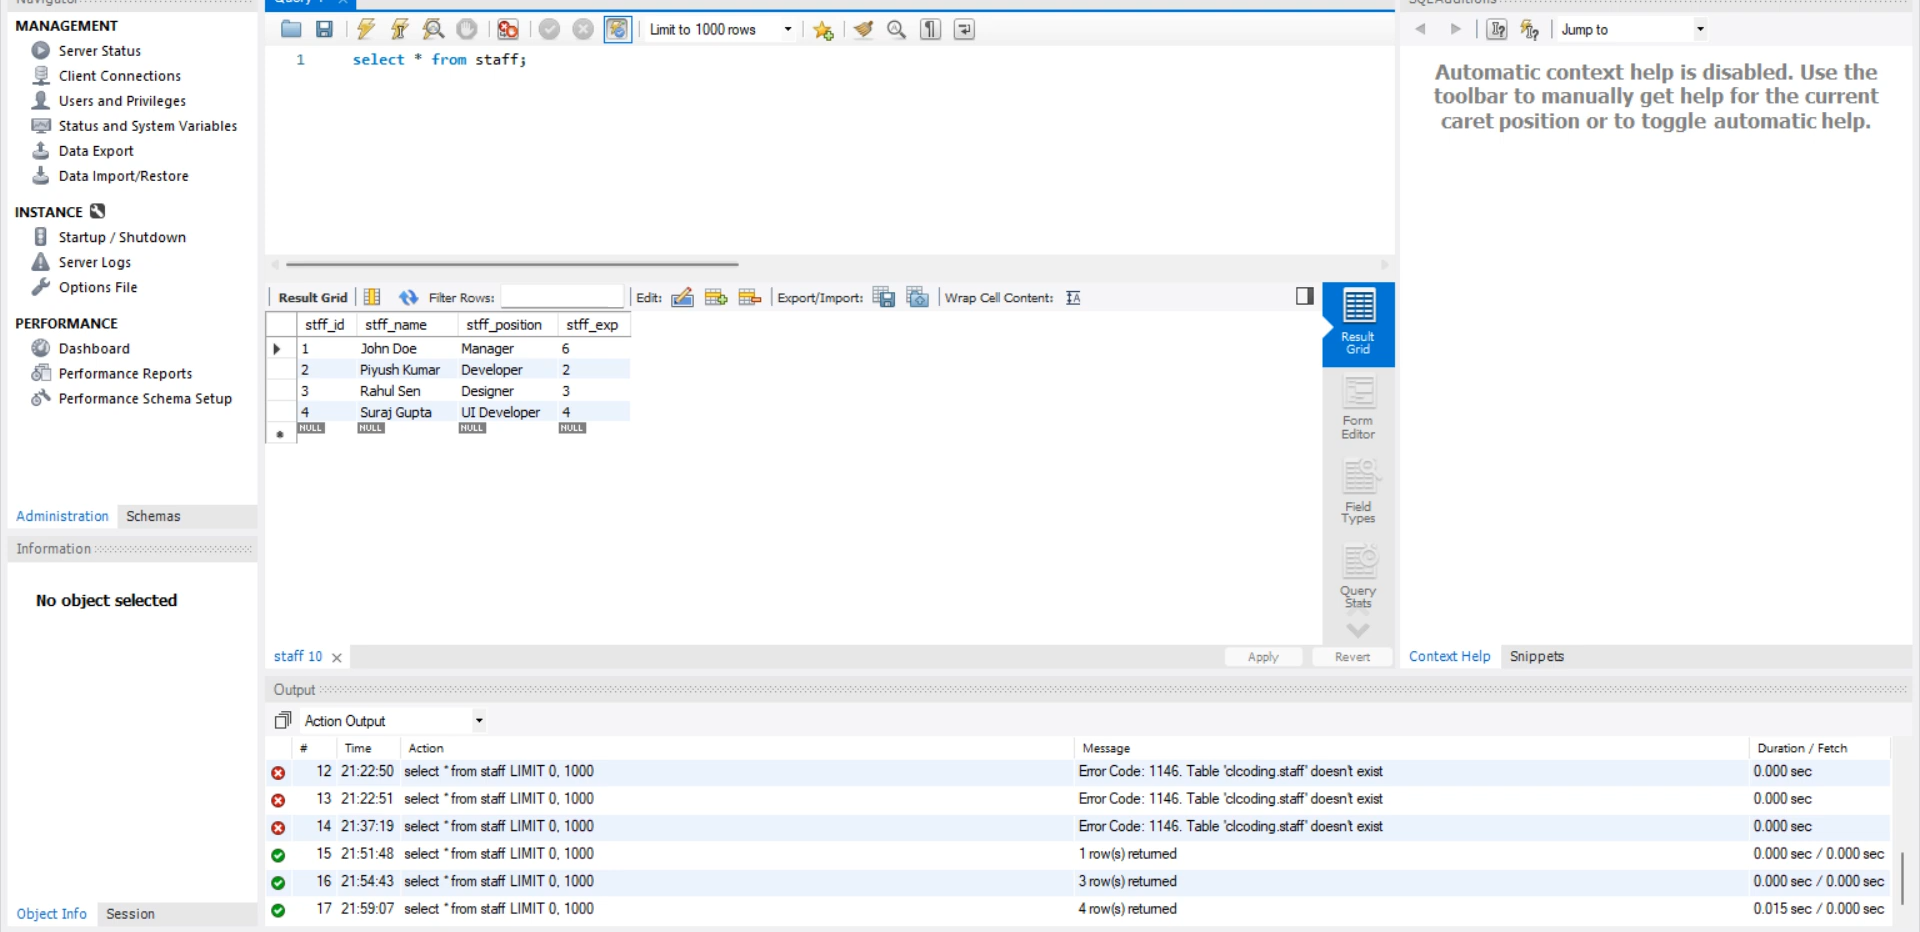 Navigator
MANAGEMENT
Server Status
Client Connections
Users and Privileges
Status and System Variables
Data Export
Data Import/Restore
INSTANCE
Startup / Shutdown
Server Logs
Options File
PERFORMANCE
Dashboard
Performance Reports
Performance Schema Setup
Administration Schemas
Information
No object selected
Object Info Session
Limit to 1000 rows
1 select * from staff;
Result Grid Filter Rows: Edit: Export/Import: Wrap Cell Content:
stff_id stff_name stff_position stff_exp
1 John Doe Manager 6
2 Piyush Kumar Developer 2
3 Rahul Sen Designer 3
4 Suraj Gupta UI Developer 4
NULL NULL NULL NULL
Result
Grid
Form
Editor
Field
Types
Query
Stats
staff 10 Apply Revert
SQLAdditions
Jump to
Automatic context help is disabled. Use the
toolbar to manually get help for the current
caret position or to toggle automatic help.
Context Help Snippets
Output
Action Output
# Time Action Message Duration / Fetch
12 21:22:50 select * from staff LIMIT 0, 1000 Error Code: 1146. Table 'clcoding.staff' doesn't exist 0.000 sec
13 21:22:51 select * from staff LIMIT 0, 1000 Error Code: 1146. Table 'clcoding.staff' doesn't exist 0.000 sec
14 21:37:19 select * from staff LIMIT 0, 1000 Error Code: 1146. Table 'clcoding.staff' doesn't exist 0.000 sec
15 21:51:48 select * from staff LIMIT 0, 1000 1 row(s) returned 0.000 sec / 0.000 sec
16 21:54:43 select * from staff LIMIT 0, 1000 3 row(s) returned 0.000 sec / 0.000 sec
17 21:59:07 select * from staff LIMIT 0, 1000 4 row(s) returned 0.015 sec / 0.000 sec